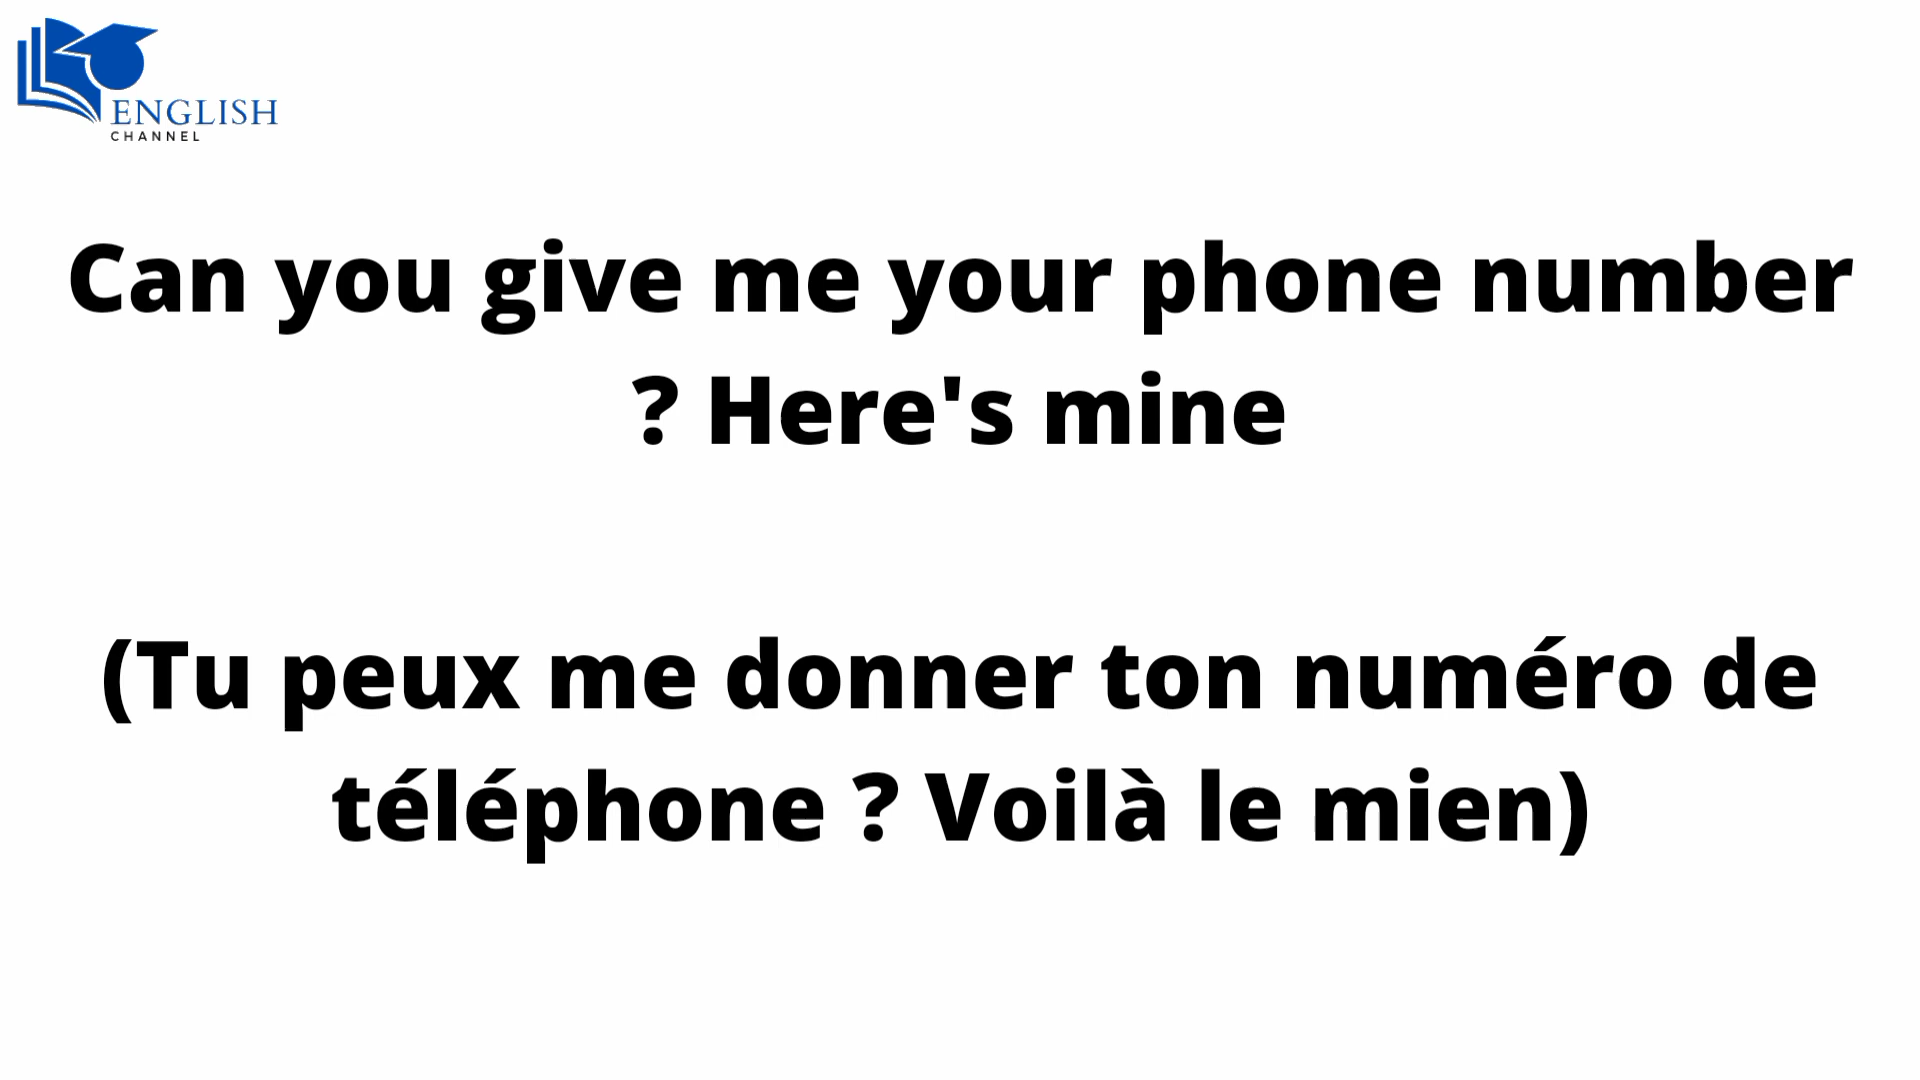 ENGLISH
CHANNEL
Can you give me your phone number
? Here's mine
(Tu peux me donner ton numéro de
téléphone ? Voilà le mien)